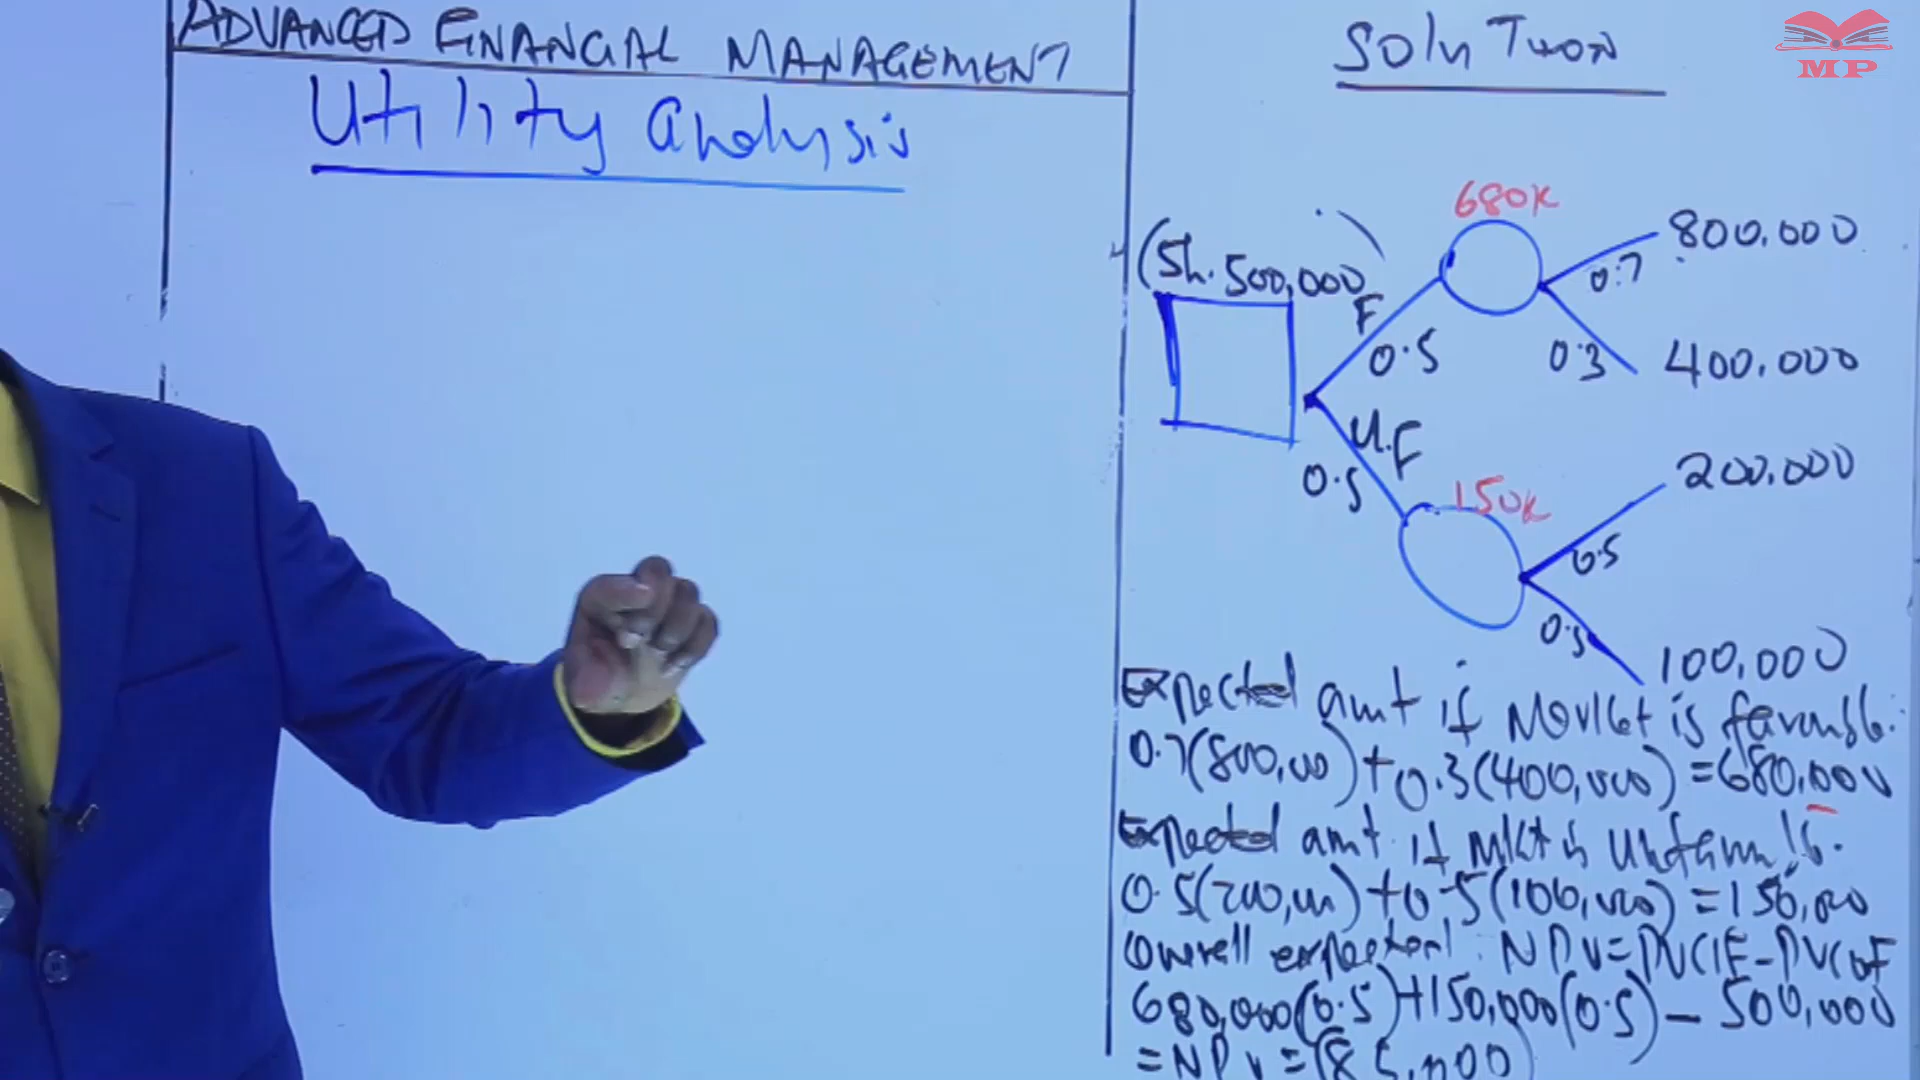 ADVANCED FINANCIAL MANAGEMENT
Utility analysis
Solution
MP
680K
800,000
0.7
(Sh. 500,000)
F
0.5
0.3
400,000
U.F
0.5
150K
200,000
0.5
0.5
100,000
Expected amt if Market is favourable.
0.7(800,000) + 0.3(400,000) = 680,000
Expected amt if mkt is unfavourable.
0.5(200,000) + 0.5(100,000) = 150,000
Overall expected NPV = PVCIF - PVCOF
680,000(0.5) + 150,000(0.5) - 500,000
= NPV = (85,000)